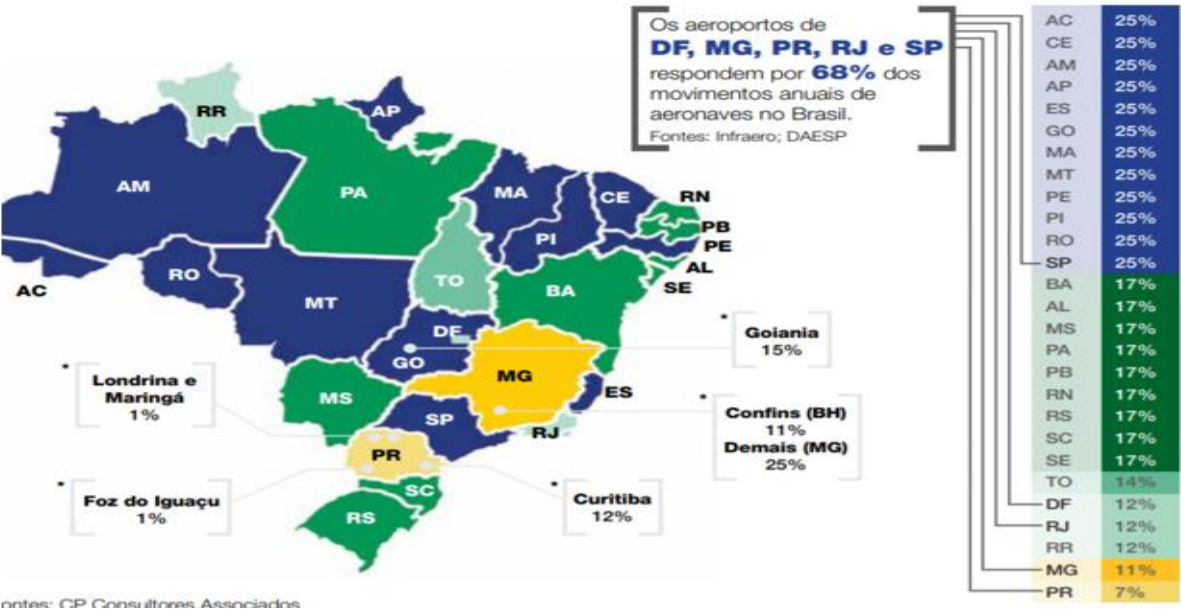 Os aeroportos de
DF, MG, PR, RJ e SP
respondem por 68% dos
movimentos anuais de
aeronaves no Brasil.
Fontes: Infraero; DAESP
AC 25%
CE 25%
AM 25%
AP 25%
ES 25%
GO 25%
MA 25%
MT 25%
PE 25%
PI 25%
RO 25%
SP 25%
BA 17%
AL 17%
MS 17%
PA 17%
PB 17%
RN 17%
RS 17%
SC 17%
SE 17%
TO 14%
DF 12%
RJ 12%
RR 12%
MG 11%
PR 7%
RR
AP
AM
PA
MA
CE
RN
PB
PI
PE
RO
TO
AL
SE
AC
MT
BA
DF
GO
MG
MS
SP
ES
RJ
PR
SC
RS
*
Goiania
15%
*
Londrina e
Maringá
1%
*
Confins (BH)
11%
Demais (MG)
25%
*
Foz do Iguaçu
1%
*
Curitiba
12%
ontes: CP Consultores Associados